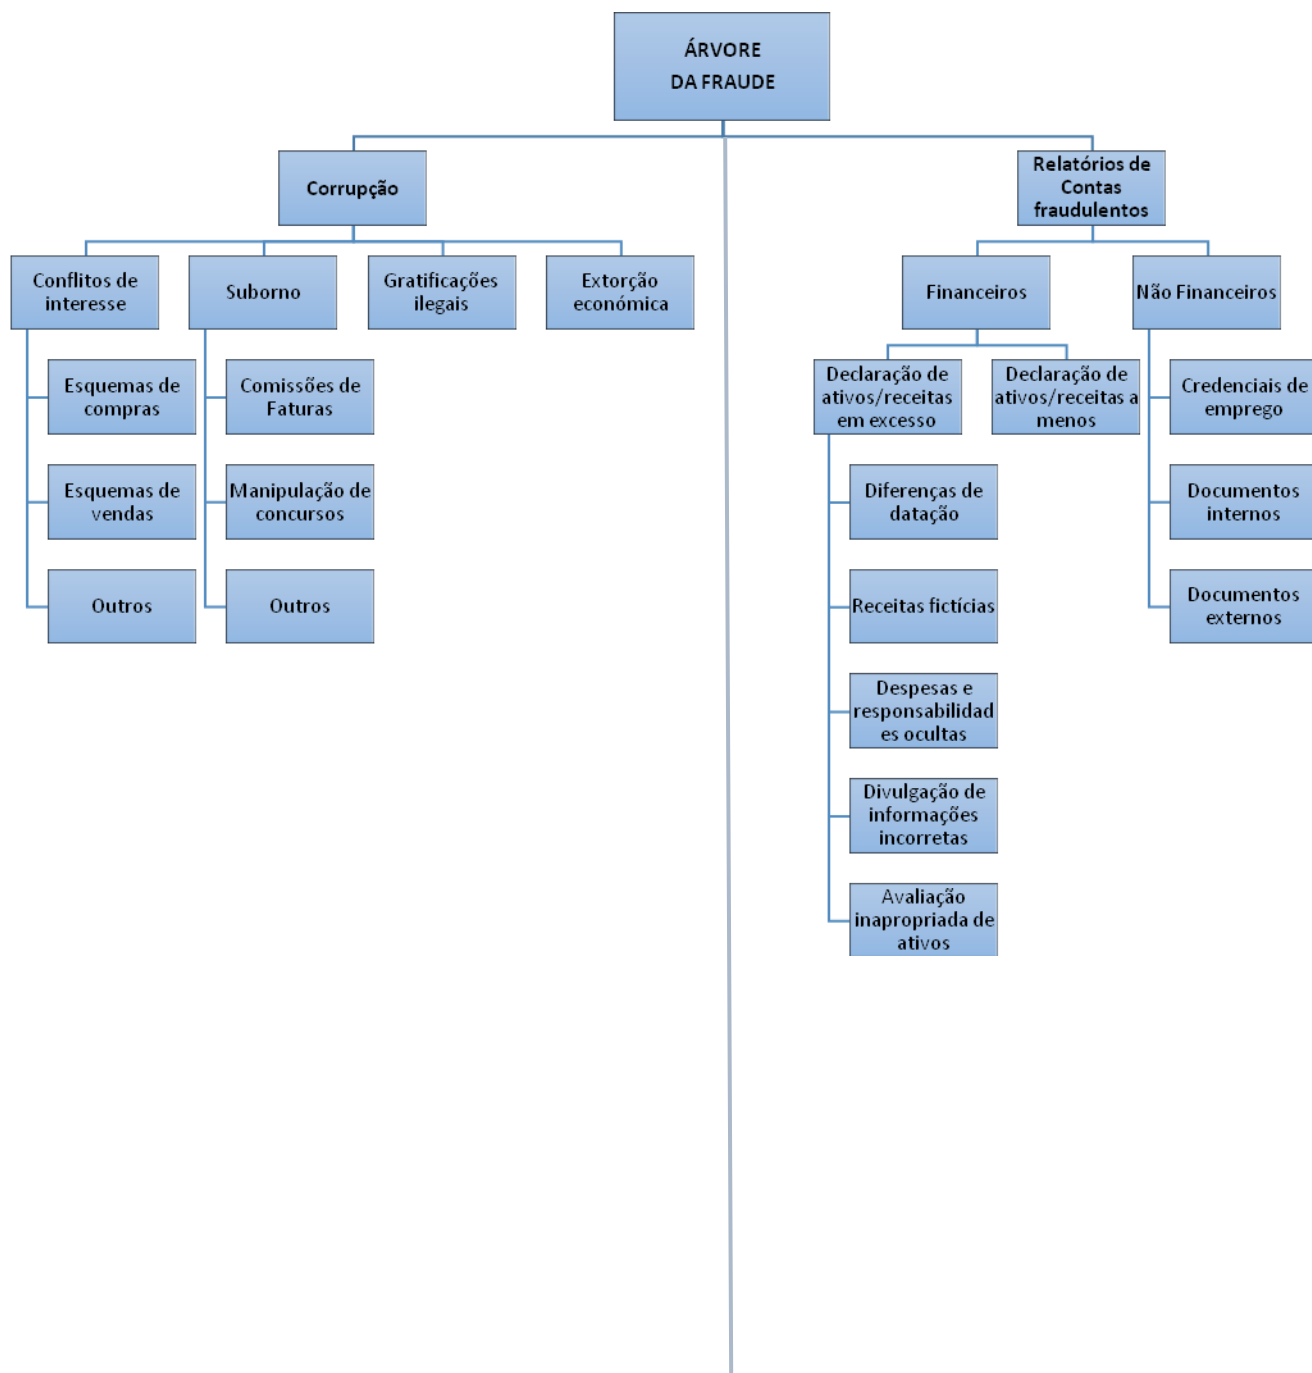 ÁRVORE
DA FRAUDE
Corrupção
Relatórios de
Contas
fraudulentos
Conflitos de
interesse
Suborno
Gratificações
ilegais
Extorção
económica
Financeiros
Não Financeiros
Esquemas de
compras
Comissões de
Faturas
Declaração de
ativos/receitas
em excesso
Declaração de
ativos/receitas a
menos
Credenciais de
emprego
Esquemas de
vendas
Manipulação de
concursos
Diferenças de
datação
Documentos
internos
Outros
Outros
Receitas fictícias
Documentos
externos
Despesas e
responsabilidad
es ocultas
Divulgação de
informações
incorretas
Avaliação
inapropriada de
ativos